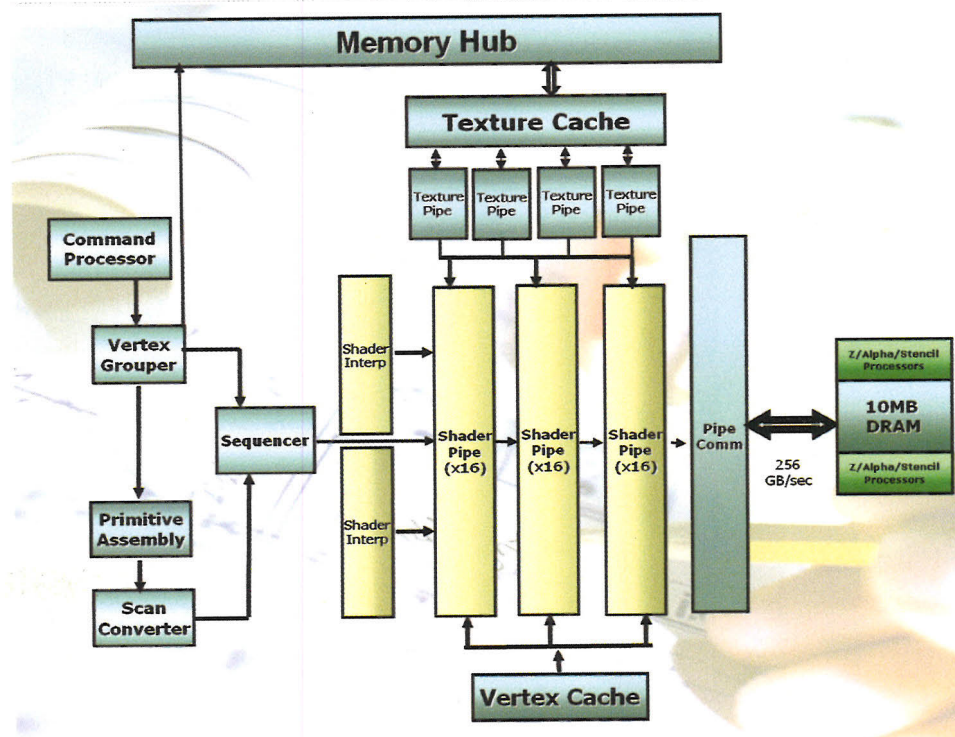 Memory Hub
Texture Cache
Texture
Pipe
Texture
Pipe
Texture
Pipe
Texture
Pipe
Command
Processor
Vertex
Grouper
Sequencer
Primitive
Assembly
Scan
Converter
Shader
Interp
Shader
Interp
Shader
Pipe
(x16)
Shader
Pipe
(x16)
Shader
Pipe
(x16)
Pipe
Comm
256
GB/sec
Z/Alpha/Stencil
Processors
10MB
DRAM
Z/Alpha/Stencil
Processors
Vertex Cache